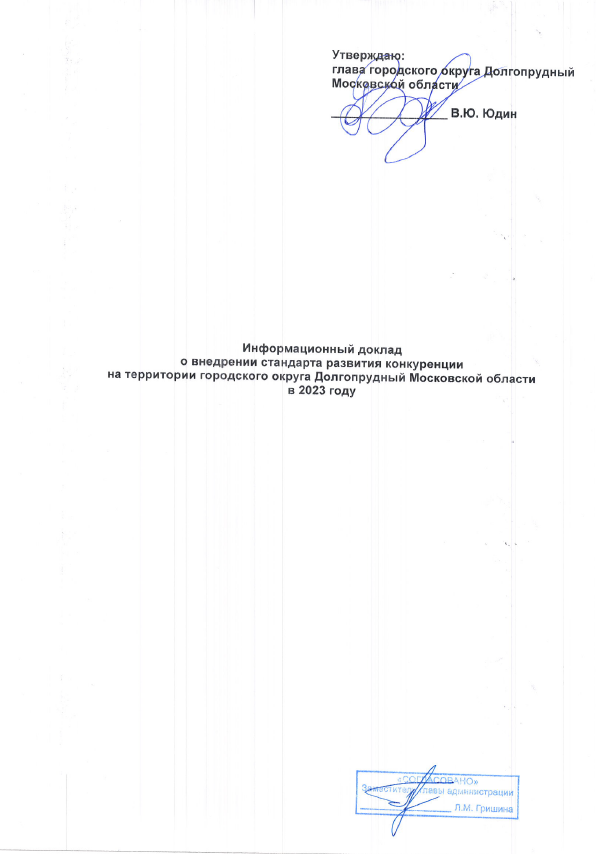 Утверждаю:
глава городского округа Долгопрудный
Московской области
В.Ю. Юдин
Информационный доклад
о внедрении стандарта развития конкуренции
на территории городского округа Долгопрудный Московской области
в 2023 году
«СОГЛАСОВАНО»
Заместитель главы администрации
Л.М. Гришина